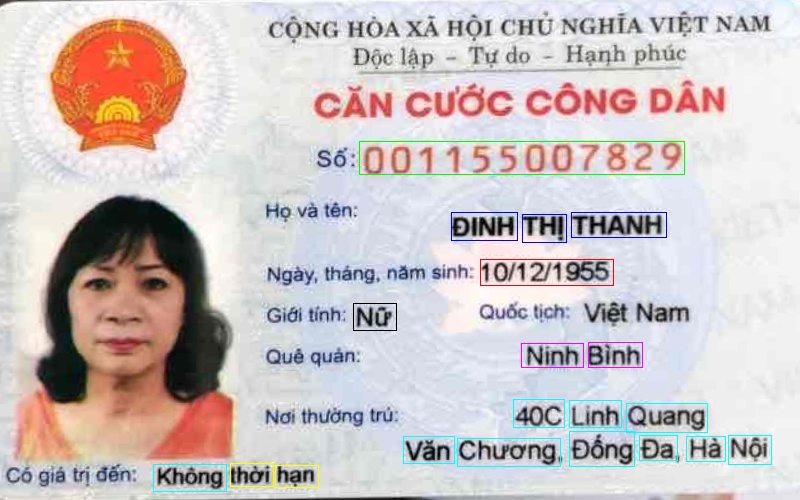 CỘNG HÒA XÃ HỘI CHỦ NGHĨA VIỆT NAM
Độc lập - Tự do - Hạnh phúc
CĂN CƯỚC CÔNG DÂN
Số: 001155007829
Họ và tên: ĐINH THỊ THANH
Ngày, tháng, năm sinh: 10/12/1955
Giới tính: Nữ Quốc tịch: Việt Nam
Quê quán: Ninh Bình
Nơi thường trú: 40C Linh Quang
Văn Chương, Đống Đa, Hà Nội
Có giá trị đến: Không thời hạn